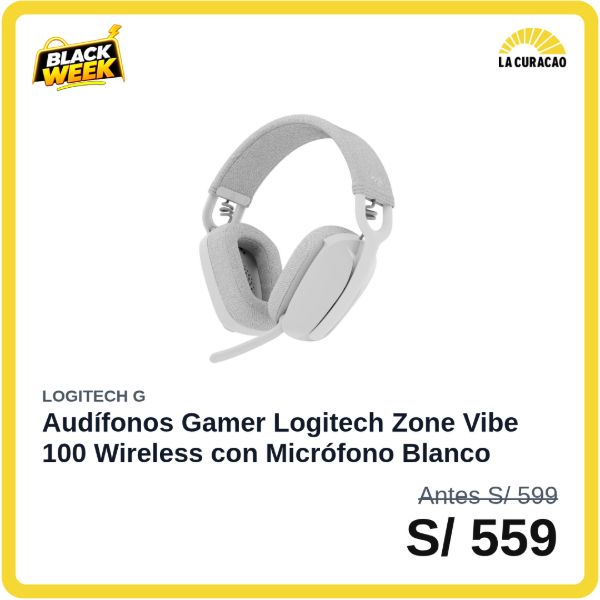 BLACK
WEEK
LA CURACAO
LOGITECH G
Audífonos Gamer Logitech Zone Vibe
100 Wireless con Micrófono Blanco
Antes S/ 599
S/ 559